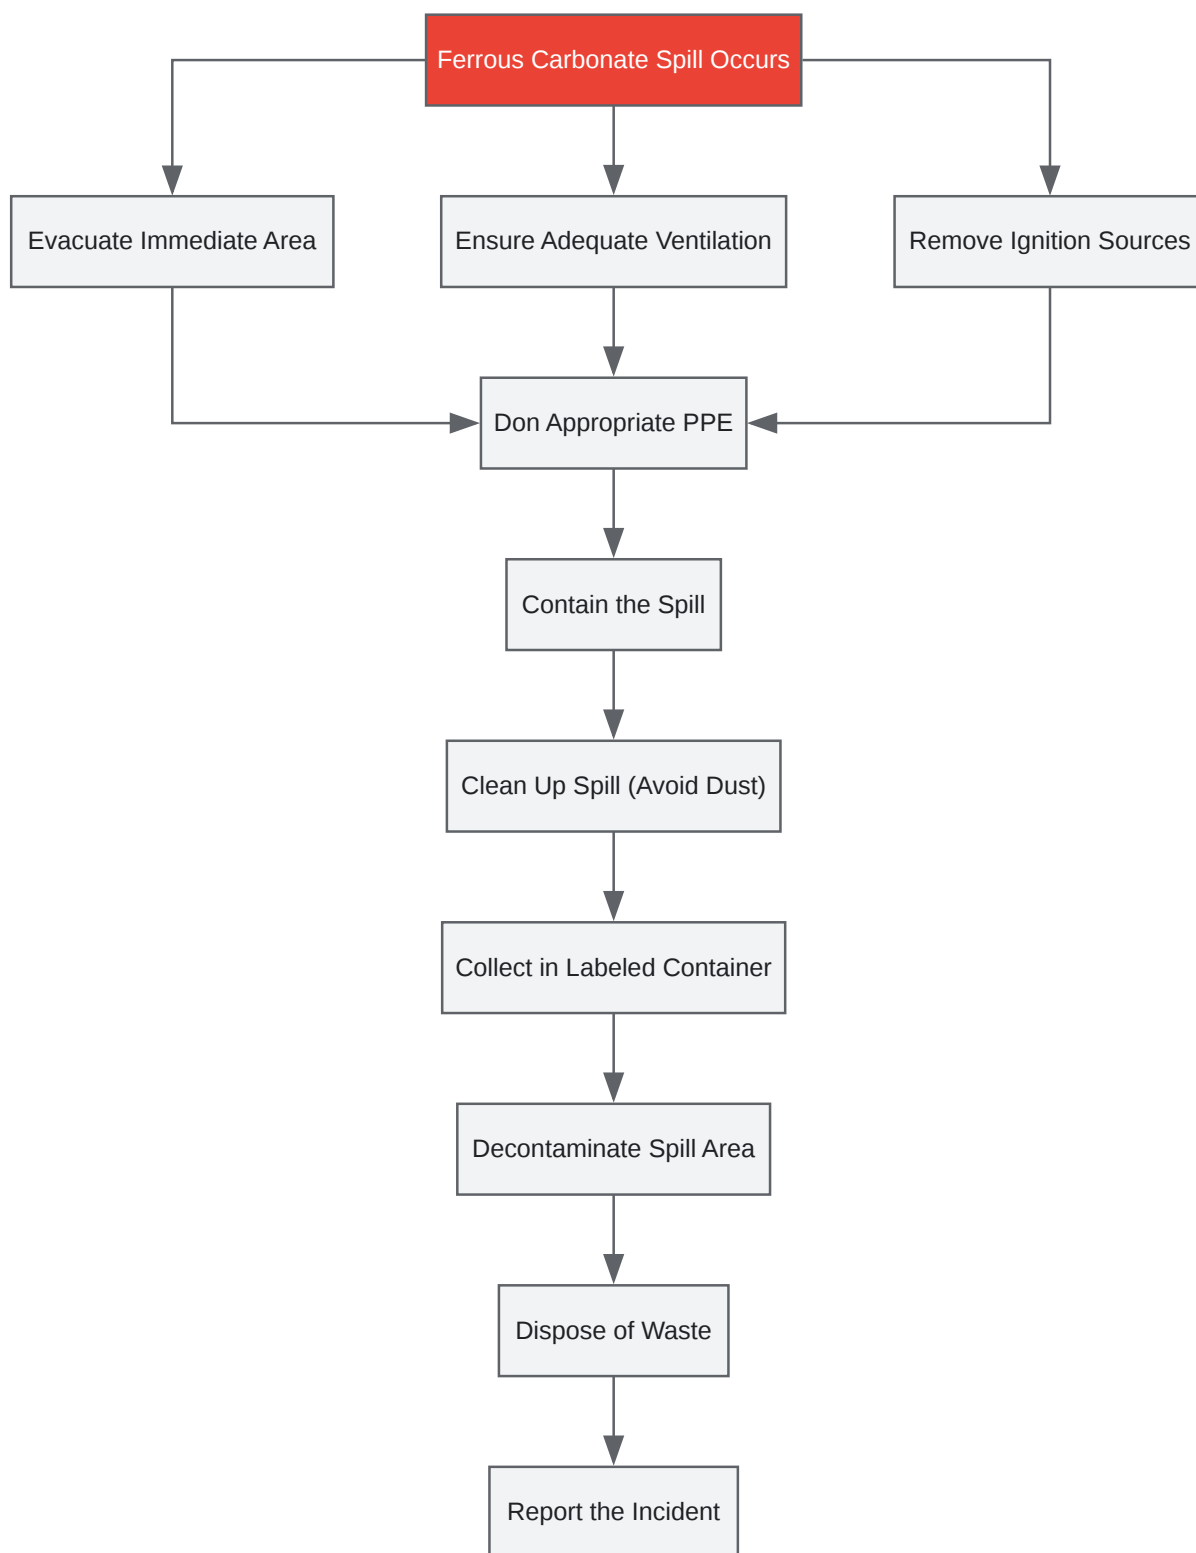 Ferrous Carbonate Spill Occurs
Evacuate Immediate Area
Ensure Adequate Ventilation
Remove Ignition Sources
Don Appropriate PPE
Contain the Spill
Clean Up Spill (Avoid Dust)
Collect in Labeled Container
Decontaminate Spill Area
Dispose of Waste
Report the Incident